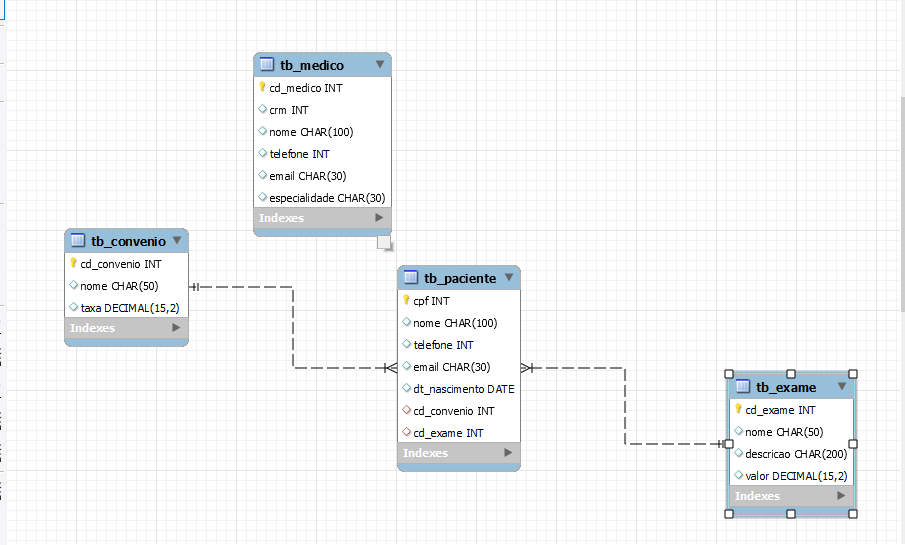 tb_medico
cd_medico INT
crm INT
nome CHAR(100)
telefone INT
email CHAR(30)
especialidade CHAR(30)
Indexes
tb_convenio
cd_convenio INT
nome CHAR(50)
taxa DECIMAL(15,2)
Indexes
tb_paciente
cpf INT
nome CHAR(100)
telefone INT
email CHAR(30)
dt_nascimento DATE
cd_convenio INT
cd_exame INT
Indexes
tb_exame
cd_exame INT
nome CHAR(50)
descricao CHAR(200)
valor DECIMAL(15,2)
Indexes